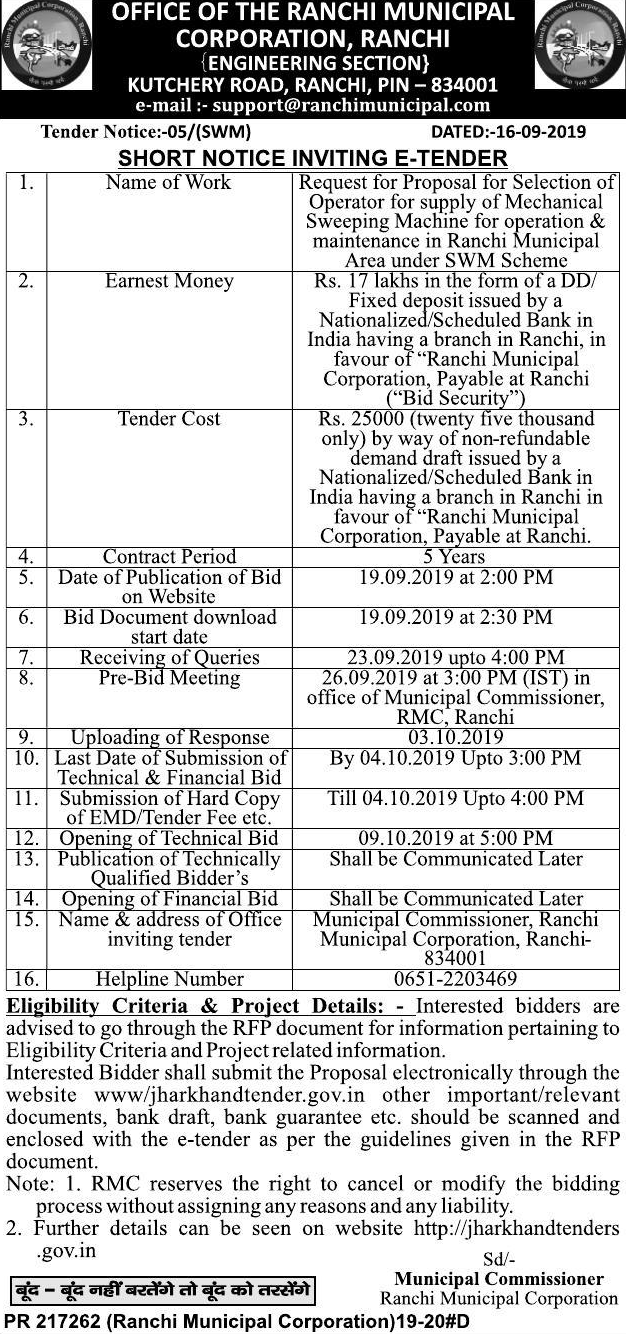 OFFICE OF THE RANCHI MUNICIPAL
CORPORATION, RANCHI
{ENGINEERING SECTION}
KUTCHERY ROAD, RANCHI, PIN – 834001
e-mail :- support@ranchimunicipal.com
Tender Notice:-05/(SWM) DATED:-16-09-2019
SHORT NOTICE INVITING E-TENDER
1. Name of Work Request for Proposal for Selection of
Operator for supply of Mechanical
Sweeping Machine for operation &
maintenance in Ranchi Municipal
Area under SWM Scheme
2. Earnest Money Rs. 17 lakhs in the form of a DD/
Fixed deposit issued by a
Nationalized/Scheduled Bank in
India having a branch in Ranchi, in
favour of “Ranchi Municipal
Corporation, Payable at Ranchi
(“Bid Security”)
3. Tender Cost Rs. 25000 (twenty five thousand
only) by way of non-refundable
demand draft issued by a
Nationalized/Scheduled Bank in
India having a branch in Ranchi in
favour of “Ranchi Municipal
Corporation, Payable at Ranchi.
4. Contract Period 5 Years
5. Date of Publication of Bid 19.09.2019 at 2:00 PM
on Website
6. Bid Document download 19.09.2019 at 2:30 PM
start date
7. Receiving of Queries 23.09.2019 upto 4:00 PM
8. Pre-Bid Meeting 26.09.2019 at 3:00 PM (IST) in
office of Municipal Commissioner,
RMC, Ranchi
9. Uploading of Response 03.10.2019
10. Last Date of Submission of By 04.10.2019 Upto 3:00 PM
Technical & Financial Bid
11. Submission of Hard Copy Till 04.10.2019 Upto 4:00 PM
of EMD/Tender Fee etc.
12. Opening of Technical Bid 09.10.2019 at 5:00 PM
13. Publication of Technically Shall be Communicated Later
Qualified Bidder’s
14. Opening of Financial Bid Shall be Communicated Later
15. Name & address of Office Municipal Commissioner, Ranchi
inviting tender Municipal Corporation, Ranchi-
834001
16. Helpline Number 0651-2203469
Eligibility Criteria & Project Details: - Interested bidders are
advised to go through the RFP document for information pertaining to
Eligibility Criteria and Project related information.
Interested Bidder shall submit the Proposal electronically through the
website www/jharkhandtender.gov.in other important/relevant
documents, bank draft, bank guarantee etc. should be scanned and
enclosed with the e-tender as per the guidelines given in the RFP
document.
Note: 1. RMC reserves the right to cancel or modify the bidding
process without assigning any reasons and any liability.
2. Further details can be seen on website http://jharkhandtenders
.gov.in
Sd/-
Municipal Commissioner
Ranchi Municipal Corporation
बूंद – बूंद नहीं बरतेंगे तो बूंद को तरसेंगे
PR 217262 (Ranchi Municipal Corporation)19-20#D